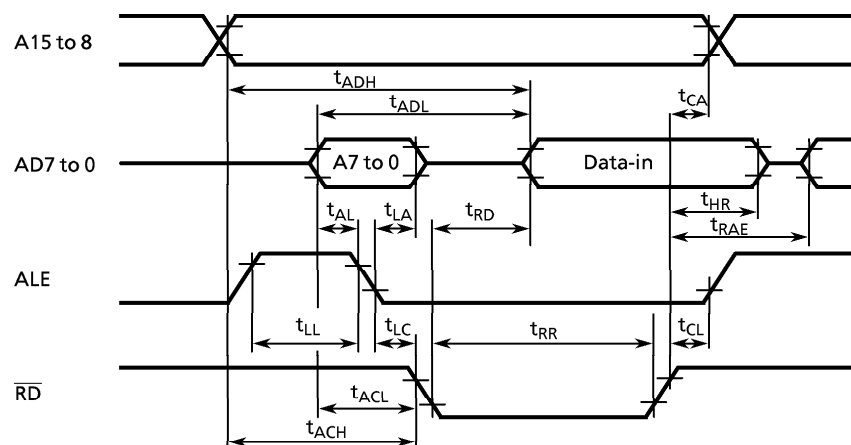 A15 to 8
tADH
tADL
tCA
AD7 to 0
A7 to 0
Data-in
tHR
tAL
tLA
tRD
tRAE
ALE
tLL
tLC
tRR
tCL
RD
tACL
tACH